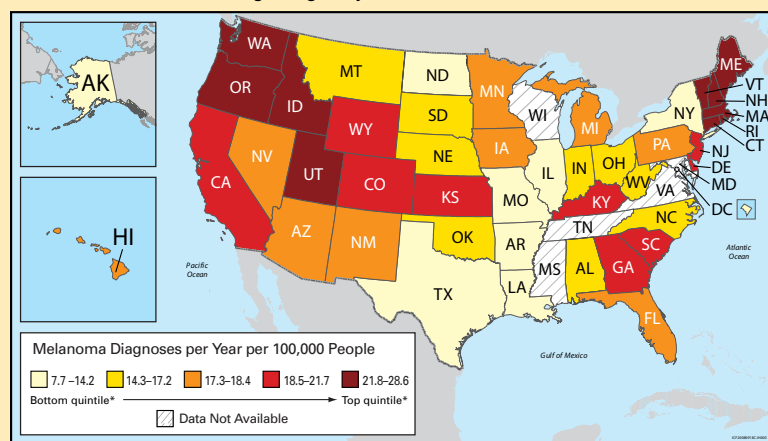 WA
MT
ND
ME
VT
NH
MA
RI
CT
AK
OR
ID
MN
WI
NY
SD
WY
MI
PA
NJ
DE
MD
DC
NV
UT
CO
NE
IA
IL
IN
OH
WV
VA
CA
KS
MO
KY
NC
HI
AZ
NM
OK
AR
TN
SC
TX
LA
MS
AL
GA
FL
Pacific
Ocean
Atlantic
Ocean
Gulf of Mexico
Melanoma Diagnoses per Year per 100,000 People
7.7–14.2 14.3–17.2 17.3–18.4 18.5–21.7 21.8–28.6
Bottom quintile* Top quintile*
Data Not Available